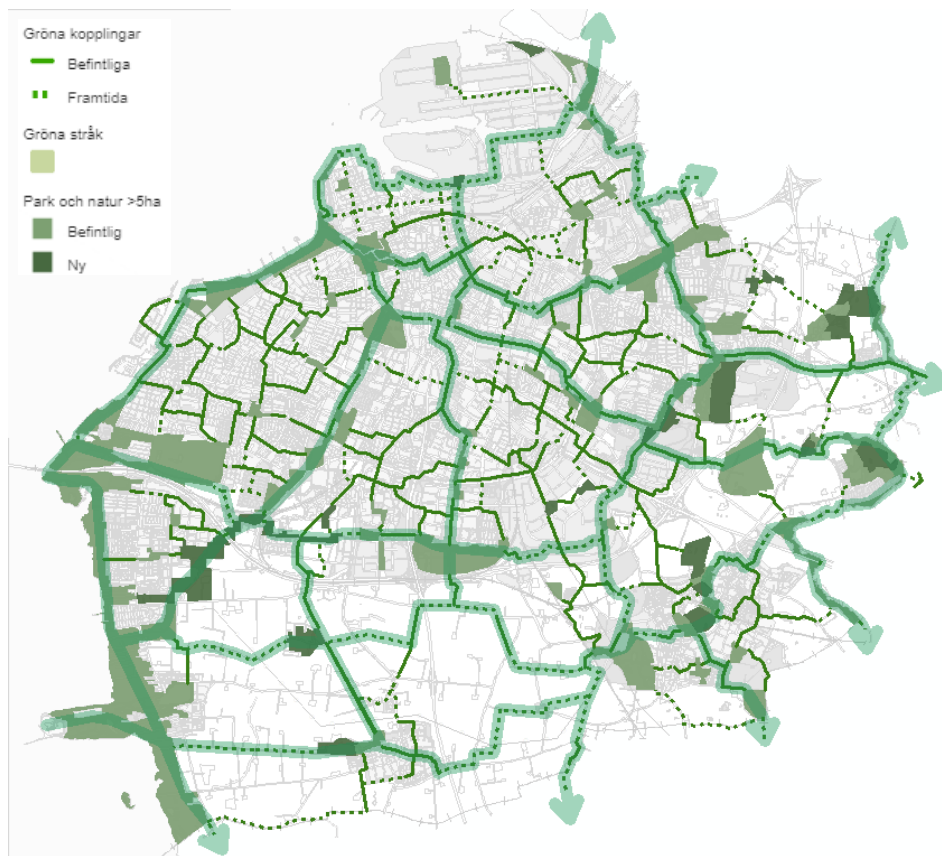 Gröna kopplingar
Befintliga
Framtida
Gröna stråk
Park och natur >5ha
Befintlig
Ny